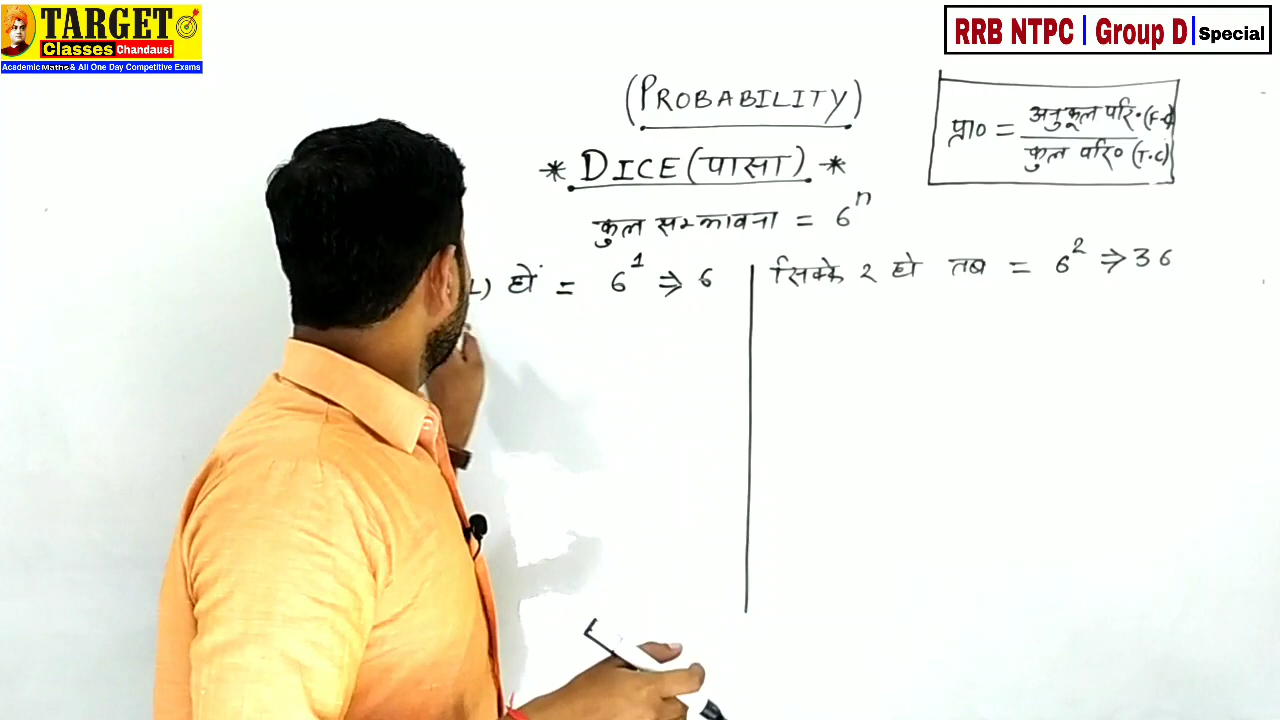 TARGET
Classes Chandausi
Academic Maths & All One Day Competitive Exams
RRB NTPC | Group D | Special
(PROBABILITY)
* DICE (पासा) *
प्रा० = अनुकूल परि० (F.C)
कुल परि० (T.C)
कुल सम्भावना = 6^n
1) हों = 6^1 ⇒ 6
सिक्के 2 हो तब = 6^2 ⇒ 36